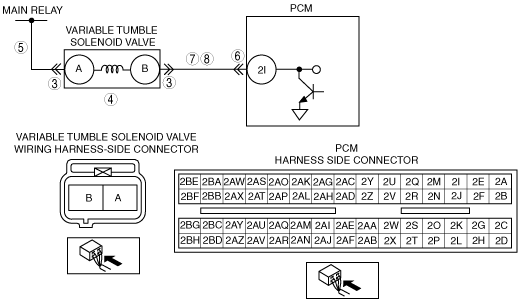 MAIN RELAY
PCM
VARIABLE TUMBLE
SOLENOID VALVE
5
A
B
7 8
6
2I
3
3
4
VARIABLE TUMBLE SOLENOID VALVE
WIRING HARNESS-SIDE CONNECTOR
B A
PCM
HARNESS SIDE CONNECTOR
2BE 2BA 2AW 2AS 2AO 2AK 2AG 2AC 2Y 2U 2Q 2M 2I 2E 2A
2BF 2BB 2AX 2AT 2AP 2AL 2AH 2AD 2Z 2V 2R 2N 2J 2F 2B
2BG 2BC 2AY 2AU 2AQ 2AM 2AI 2AE 2AA 2W 2S 2O 2K 2G 2C
2BH 2BD 2AZ 2AV 2AR 2AN 2AJ 2AF 2AB 2X 2T 2P 2L 2H 2D